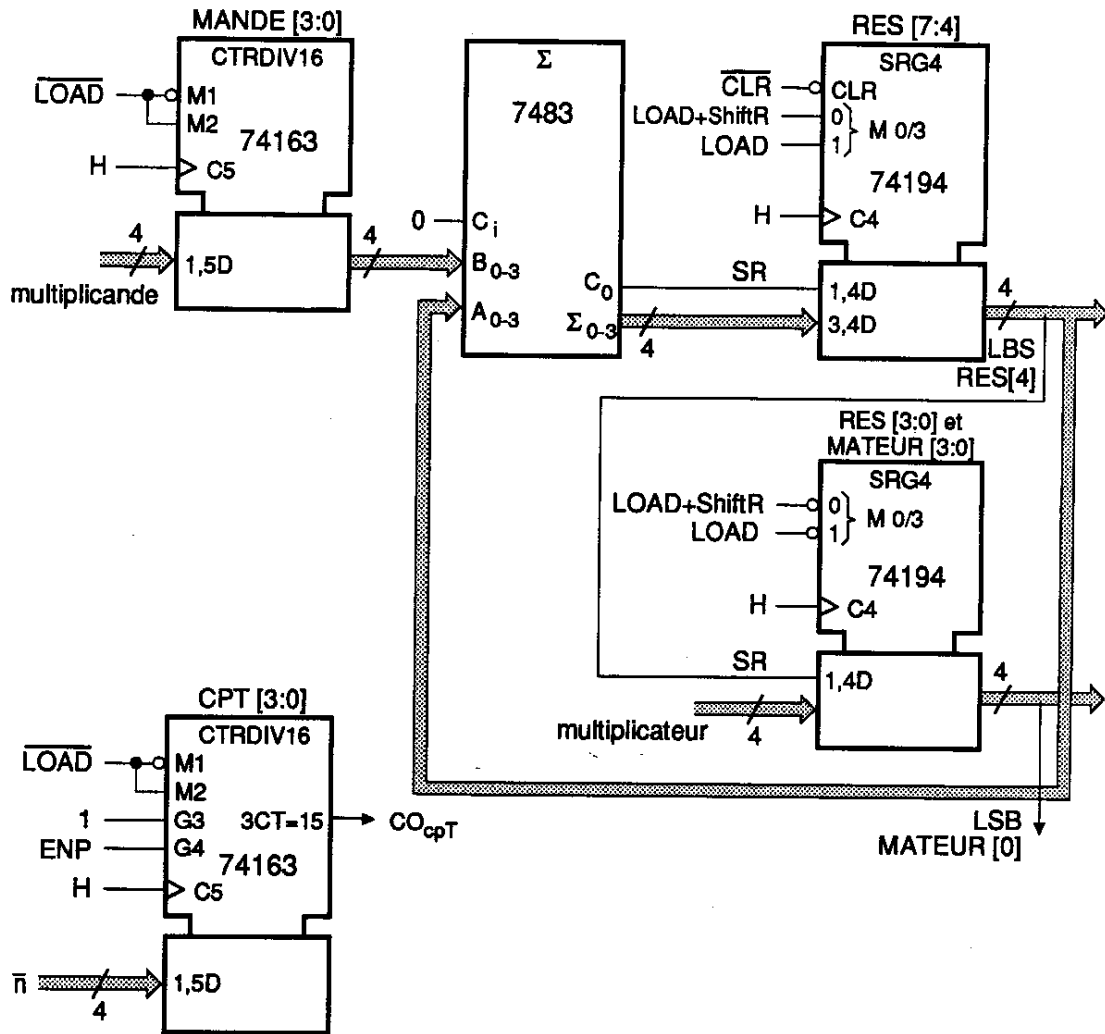 MANDE [3:0]
CTRDIV16
LOAD
M1
M2
74163
H
C5
4
multiplicande
1,5D
4
Σ
7483
0
Ci
B0-3
A0-3
C0
Σ0-3
4
RES [7:4]
SRG4
CLR
CLR
LOAD+ShiftR
0
M 0/3
LOAD
1
74194
H
C4
SR
1,4D
3,4D
4
LBS
RES[4]
RES [3:0] et
MATEUR [3:0]
SRG4
LOAD+ShiftR
0
M 0/3
LOAD
1
74194
H
C4
SR
1,4D
multiplicateur
4
4
LSB
MATEUR [0]
CPT [3:0]
CTRDIV16
LOAD
M1
M2
1
G3
3CT=15
COcpT
ENP
G4
74163
H
C5
n̄
4
1,5D